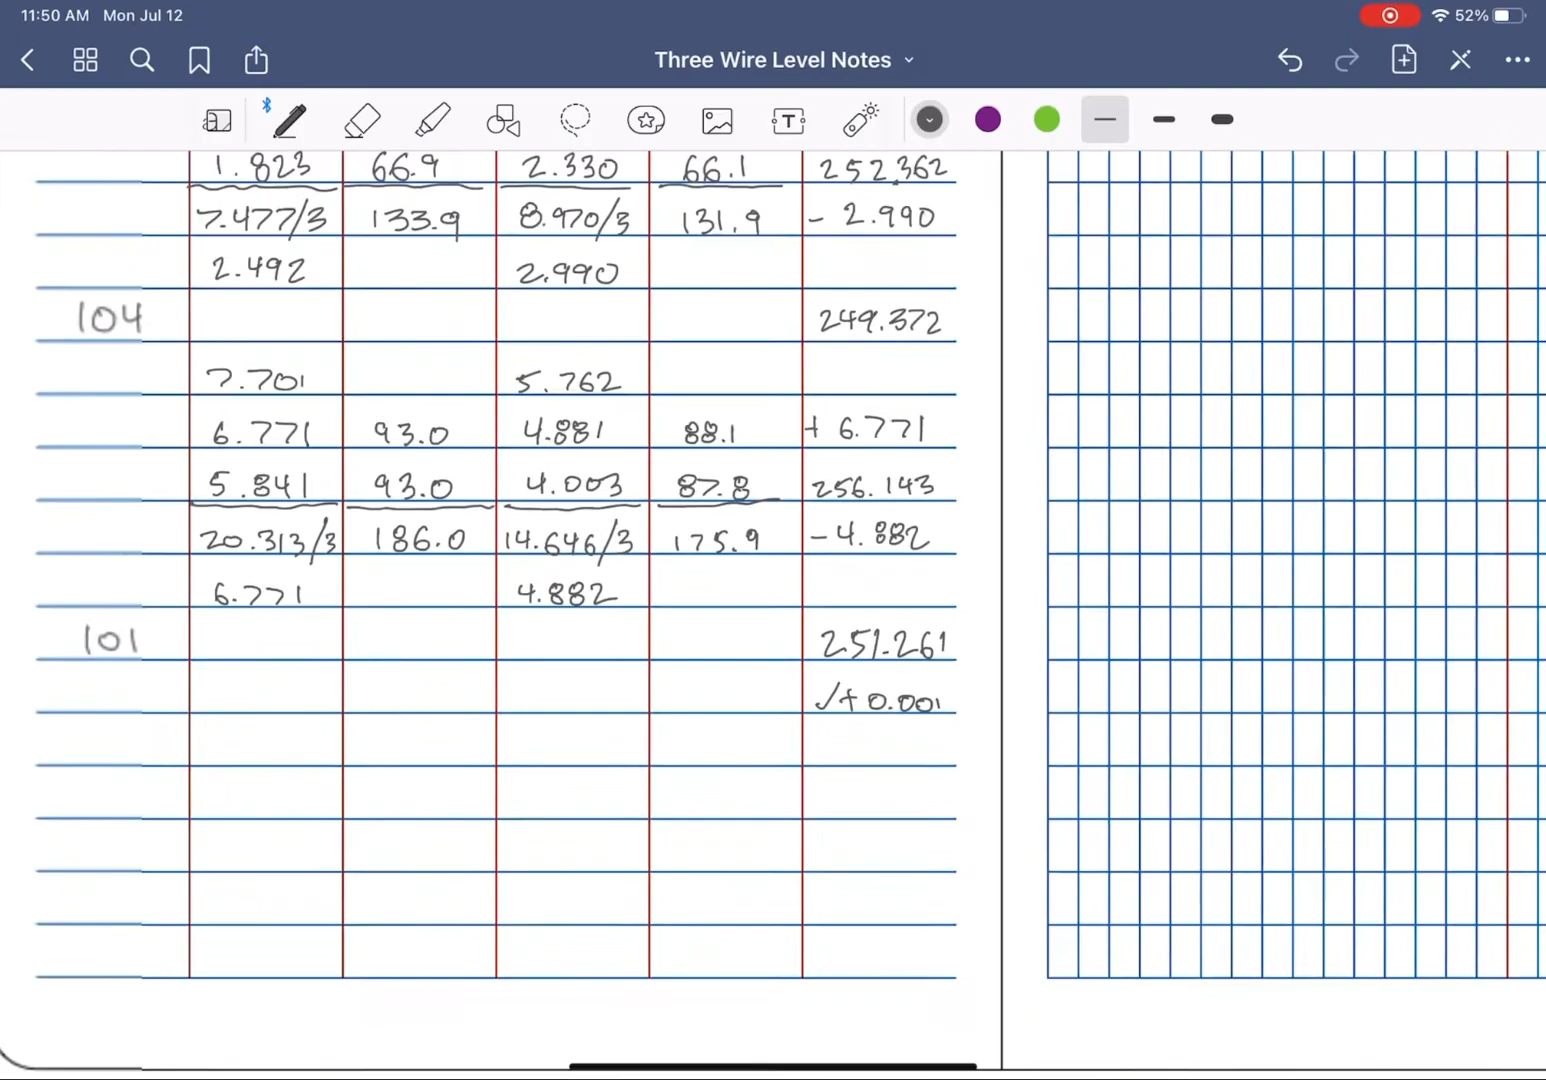 11:50 AM Mon Jul 12 52%
Three Wire Level Notes
T
1.823 66.9 2.330 66.1 252.362
7.477/3 133.9 8.970/3 131.9 - 2.990
2.492 2.990
104 249.372
7.701 5.762
6.771 93.0 4.881 88.1 + 6.771
5.841 93.0 4.003 87.8 256.143
20.313/3 186.0 14.646/3 175.9 - 4.882
6.771 4.882
101 251.261
✓+ 0.001